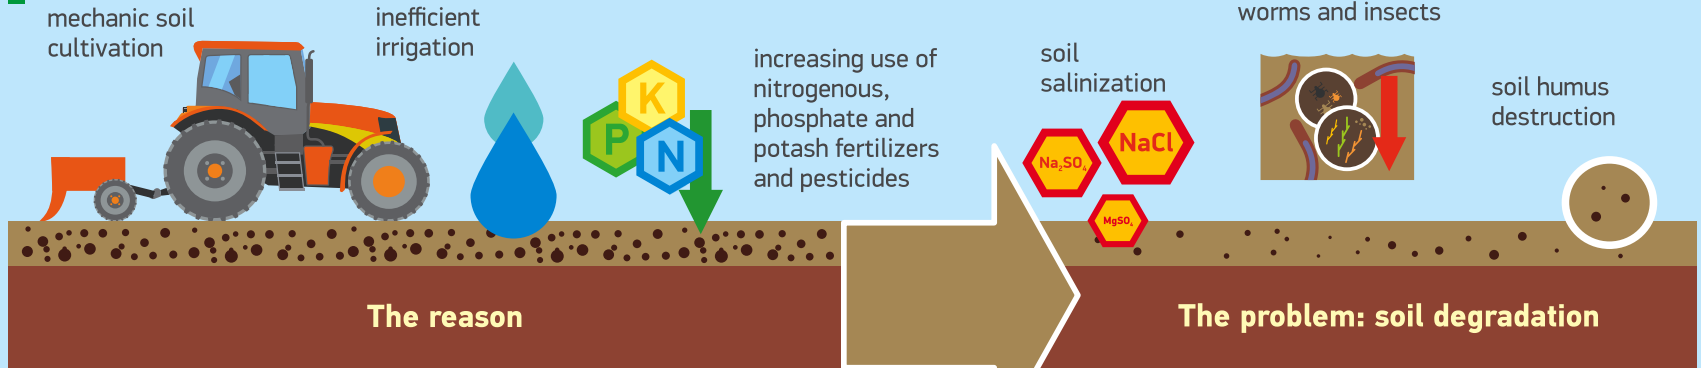 mechanic soil
cultivation
inefficient
irrigation
K
P
N
increasing use of
nitrogenous,
phosphate and
potash fertilizers
and pesticides
The reason
soil
salinization
Na₂SO₄
NaCl
MgSO₄
worms and insects
soil humus
destruction
The problem: soil degradation